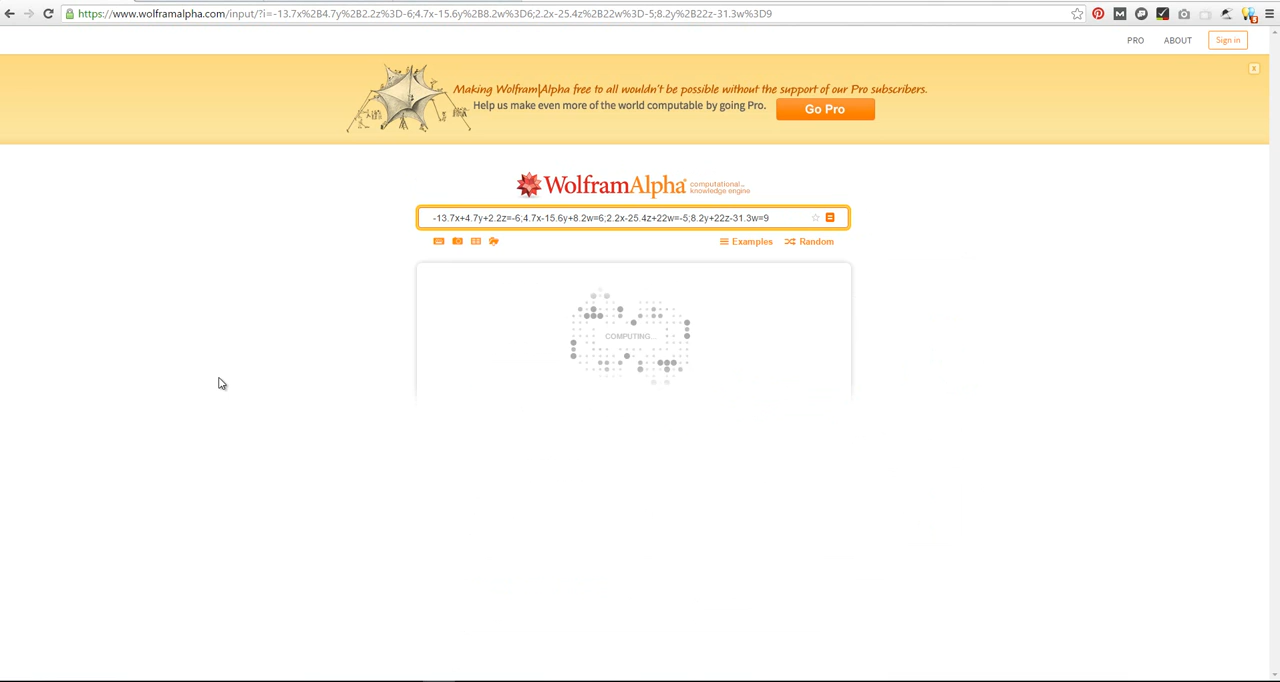 https://www.wolframalpha.com/input/?i=-13.7x%2B4.7y%2B2.2z%3D-6;4.7x-15.6y%2B8.2w%3D6;2.2x-25.4z%2B22w%3D-5;8.2y%2B22z-31.3w%3D9
PRO ABOUT Sign in
Making Wolfram|Alpha free to all wouldn't be possible without the support of our Pro subscribers.
Help us make even more of the world computable by going Pro. Go Pro
x
WolframAlpha computational... knowledge engine
-13.7x+4.7y+2.2z=-6;4.7x-15.6y+8.2w=6;2.2x-25.4z+22w=-5;8.2y+22z-31.3w=9
Examples Random
COMPUTING...